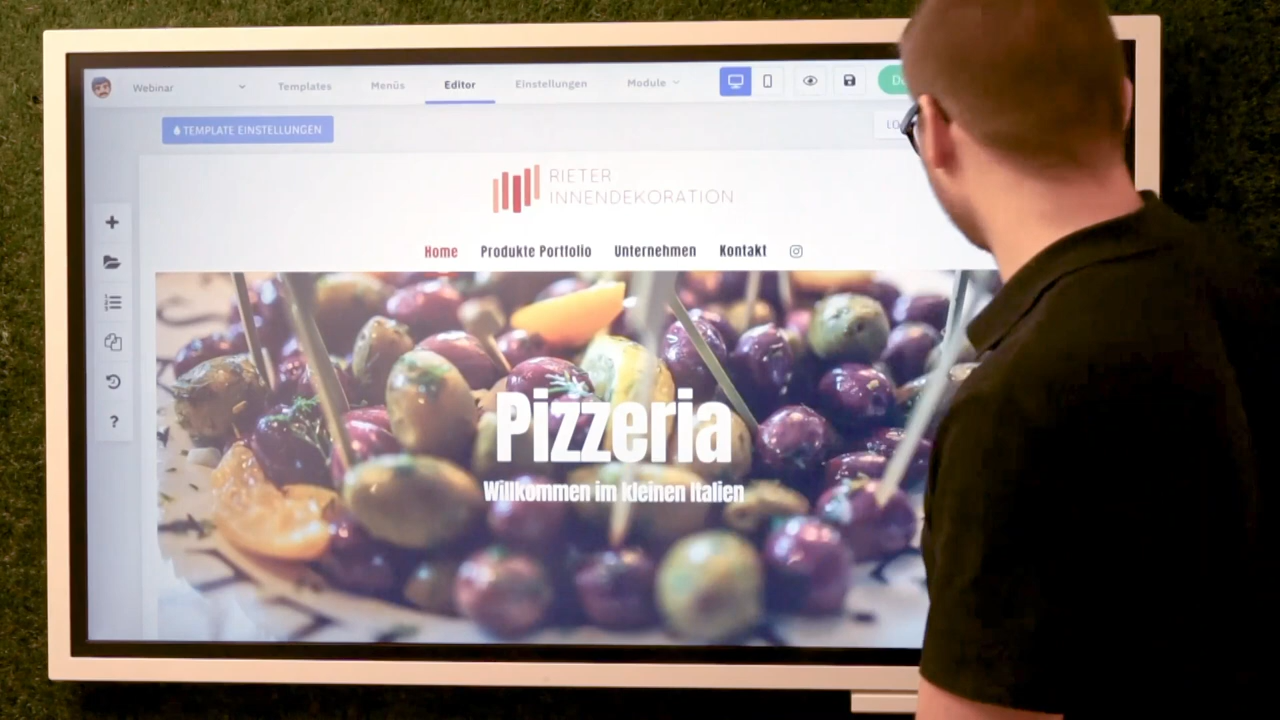 Webinar Templates Menüs Editor Einstellungen Module
TEMPLATE EINSTELLUNGEN
RIETER
INNENDEKORATION
Home Produkte Portfolio Unternehmen Kontakt
?
Pizzeria
Willkommen im kleinen Italien